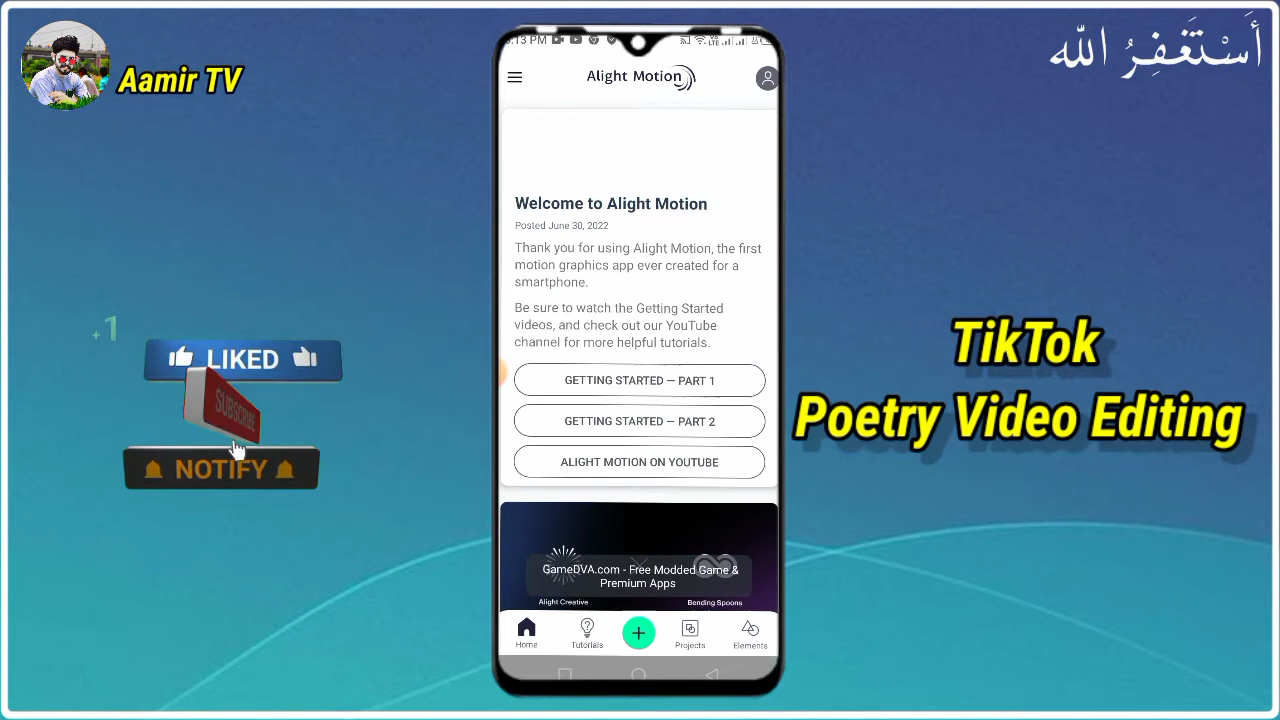 Aamir TV
أَسْتَغْفِرُ اللّٰه
+1
LIKED
SUBSCRIBE
NOTIFY
:13 PM
Alight Motion
Welcome to Alight Motion
Posted June 30, 2022
Thank you for using Alight Motion, the first
motion graphics app ever created for a
smartphone.
Be sure to watch the Getting Started
videos, and check out our YouTube
channel for more helpful tutorials.
GETTING STARTED – PART 1
GETTING STARTED – PART 2
ALIGHT MOTION ON YOUTUBE
GameDVA.com - Free Modded Game &
Premium Apps
Alight Creative
Bending Spoons
Home
Tutorials
Projects
Elements
TikTok
Poetry Video Editing